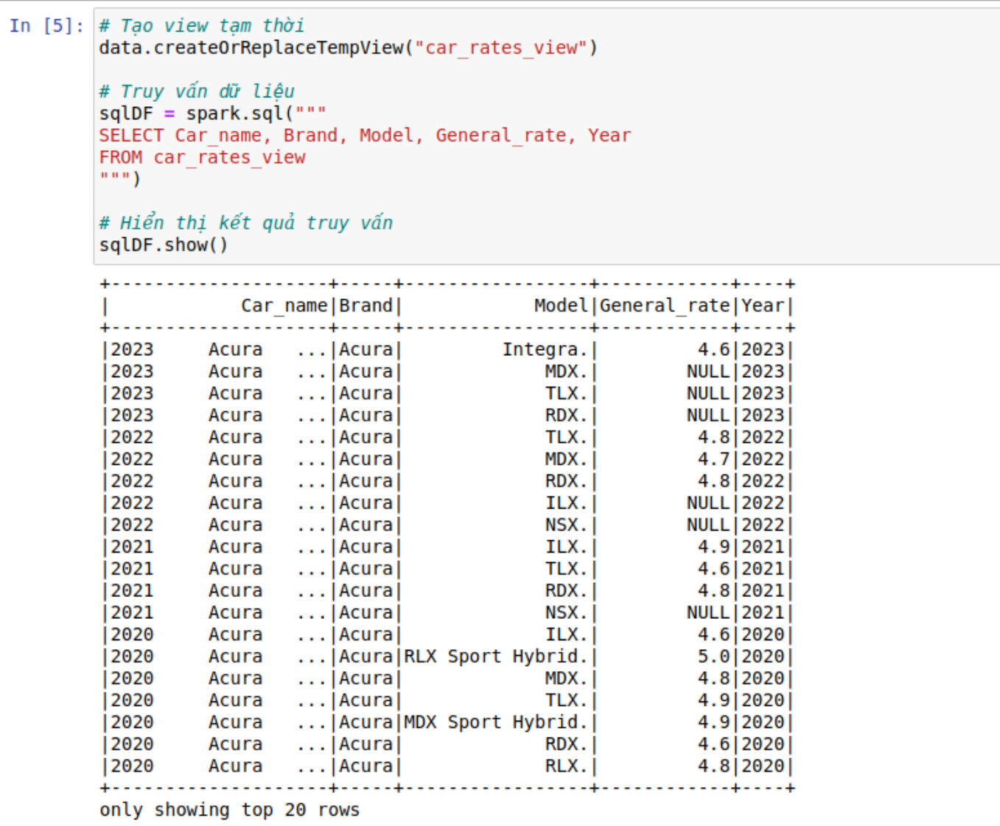 In [5]: # Tạo view tạm thời
data.createOrReplaceTempView("car_rates_view")
# Truy vấn dữ liệu
sqlDF = spark.sql("""
SELECT Car_name, Brand, Model, General_rate, Year
FROM car_rates_view
""")
# Hiển thị kết quả truy vấn
sqlDF.show()
+--------------------+-----+-----------------+------------+----+
|            Car_name|Brand|            Model|General_rate|Year|
+--------------------+-----+-----------------+------------+----+
|2023     Acura   ...|Acura|         Integra.|         4.6|2023|
|2023     Acura   ...|Acura|             MDX.|        NULL|2023|
|2023     Acura   ...|Acura|             TLX.|        NULL|2023|
|2023     Acura   ...|Acura|             RDX.|        NULL|2023|
|2022     Acura   ...|Acura|             TLX.|         4.8|2022|
|2022     Acura   ...|Acura|             MDX.|         4.7|2022|
|2022     Acura   ...|Acura|             RDX.|         4.8|2022|
|2022     Acura   ...|Acura|             ILX.|        NULL|2022|
|2022     Acura   ...|Acura|             NSX.|        NULL|2022|
|2021     Acura   ...|Acura|             ILX.|         4.9|2021|
|2021     Acura   ...|Acura|             TLX.|         4.6|2021|
|2021     Acura   ...|Acura|             RDX.|         4.8|2021|
|2021     Acura   ...|Acura|             NSX.|        NULL|2021|
|2020     Acura   ...|Acura|             ILX.|         4.6|2020|
|2020     Acura   ...|Acura|RLX Sport Hybrid.|         5.0|2020|
|2020     Acura   ...|Acura|             MDX.|         4.8|2020|
|2020     Acura   ...|Acura|             TLX.|         4.9|2020|
|2020     Acura   ...|Acura|MDX Sport Hybrid.|         4.9|2020|
|2020     Acura   ...|Acura|             RDX.|         4.6|2020|
|2020     Acura   ...|Acura|             RLX.|         4.8|2020|
+--------------------+-----+-----------------+------------+----+
only showing top 20 rows